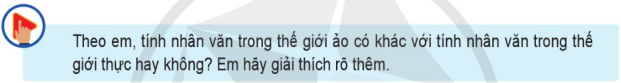 Theo em, tính nhân văn trong thế giới ảo có khác với tính nhân văn trong thế
giới thực hay không? Em hãy giải thích rõ thêm.